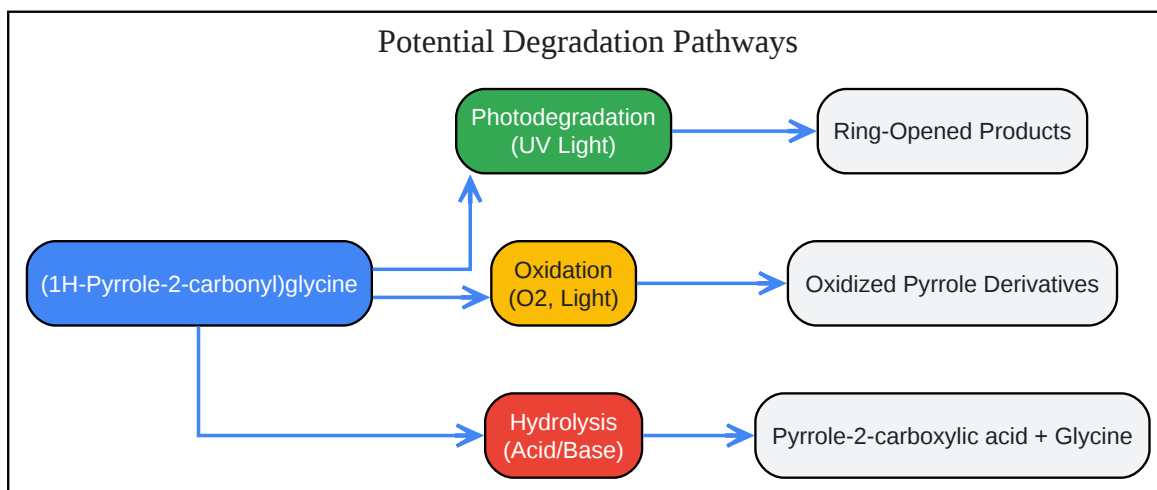 Potential Degradation Pathways
Photodegradation
(UV Light)
Ring-Opened Products
(1H-Pyrrole-2-carbonyl)glycine
Oxidation
(O2, Light)
Oxidized Pyrrole Derivatives
Hydrolysis
(Acid/Base)
Pyrrole-2-carboxylic acid + Glycine